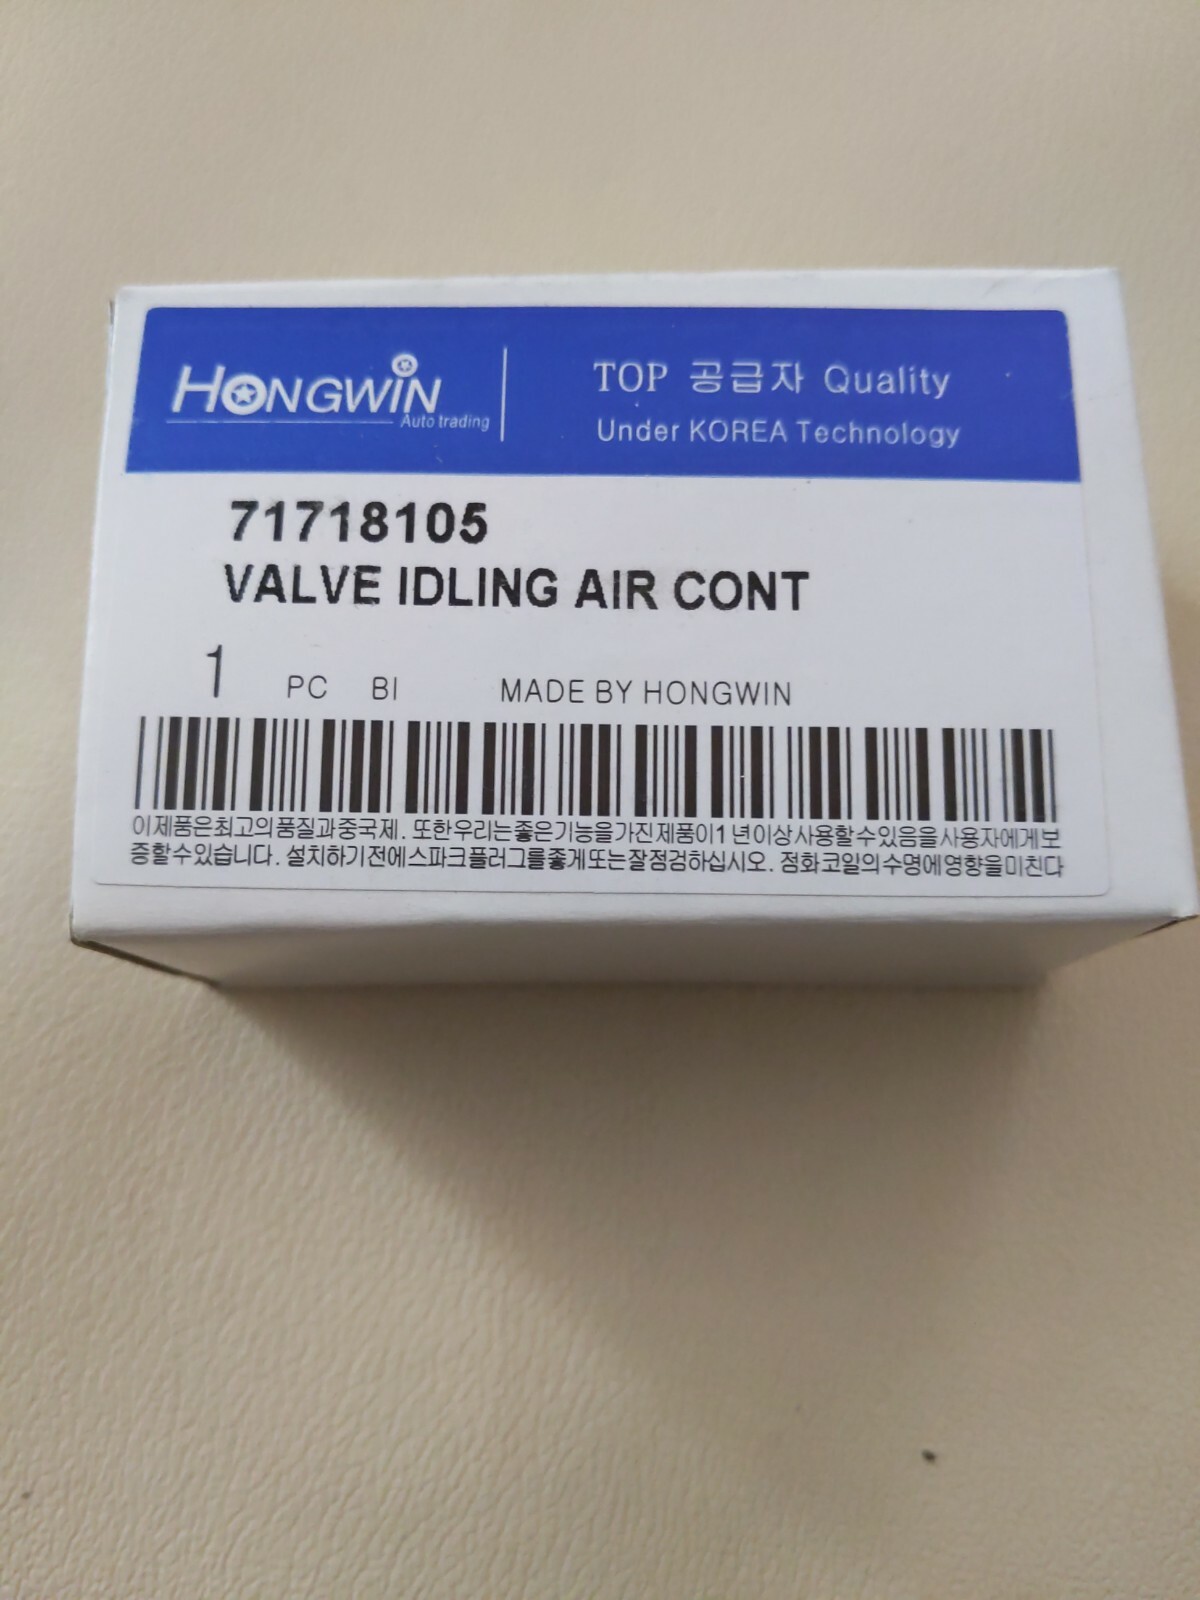 HONGWIN
Auto trading
TOP 공급자 Quality
Under KOREA Technology
71718105
VALVE IDLING AIR CONT
1 PC BI MADE BY HONGWIN
이제품은최고의품질과중국제. 또한우리는좋은기능을가진제품이1년이상사용할수있음을사용자에게보
증할수있습니다. 설치하기전에스파크플러그를좋게또는잘점검하십시오. 점화코일의수명에영향을미친다